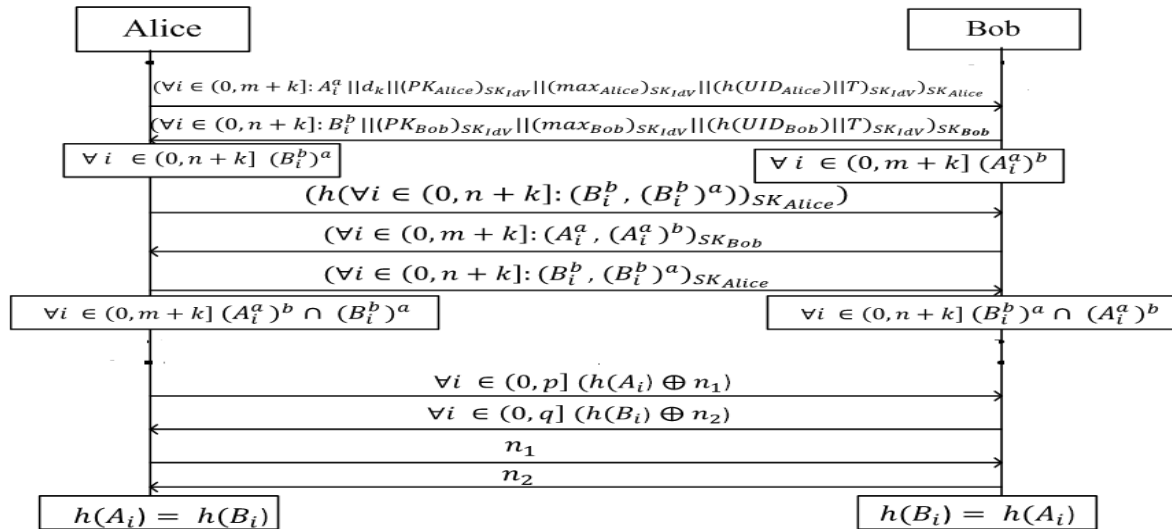 Alice
Bob
(∀i ∈ (0, m + k]: A_i^a ||d_k||(PK_Alice)_SK_IdV||(max_Alice)_SK_IdV||(h(UID_Alice)||T)_SK_IdV)_SK_Alice
(∀i ∈ (0, n + k]: B_i^b ||(PK_Bob)_SK_IdV||(max_Bob)_SK_IdV||(h(UID_Bob)||T)_SK_IdV)_SK_Bob
∀ i ∈ (0, n + k] (B_i^b)^a
∀ i ∈ (0, m + k] (A_i^a)^b
(h(∀i ∈ (0, n + k]: (B_i^b, (B_i^b)^a))_SK_Alice)
(∀i ∈ (0, m + k]: (A_i^a, (A_i^a)^b)_SK_Bob
(∀i ∈ (0, n + k]: (B_i^b, (B_i^b)^a)_SK_Alice
∀i ∈ (0, m + k] (A_i^a)^b ∩ (B_i^b)^a
∀i ∈ (0, n + k] (B_i^b)^a ∩ (A_i^a)^b
∀i ∈ (0, p] (h(A_i) ⊕ n_1)
∀i ∈ (0, q] (h(B_i) ⊕ n_2)
n_1
n_2
h(A_i) = h(B_i)
h(B_i) = h(A_i)